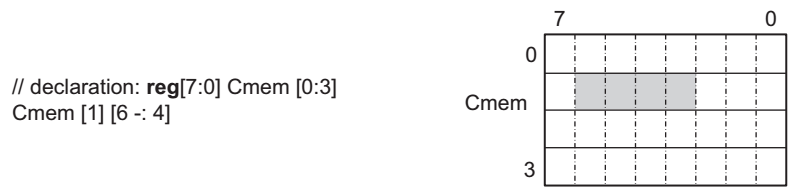 // declaration: reg[7:0] Cmem [0:3]
Cmem [1] [6 -: 4]
7 0
0
Cmem
3